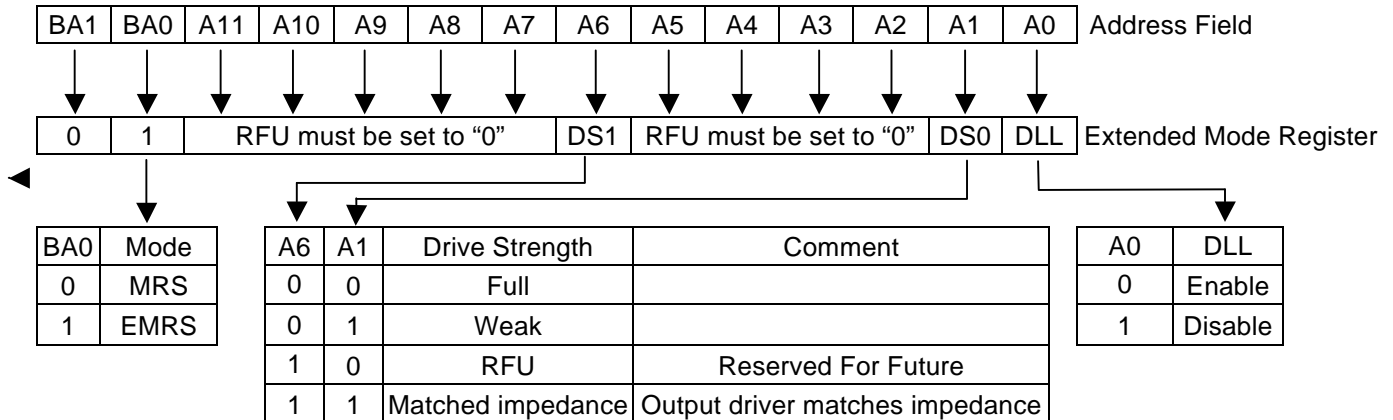 BA1 BA0 A11 A10 A9 A8 A7 A6 A5 A4 A3 A2 A1 A0 Address Field
0 1 RFU must be set to “0” DS1 RFU must be set to “0” DS0 DLL Extended Mode Register
BA0 Mode
0 MRS
1 EMRS
A6 A1 Drive Strength Comment
0 0 Full
0 1 Weak
1 0 RFU Reserved For Future
1 1 Matched impedance Output driver matches impedance
A0 DLL
0 Enable
1 Disable